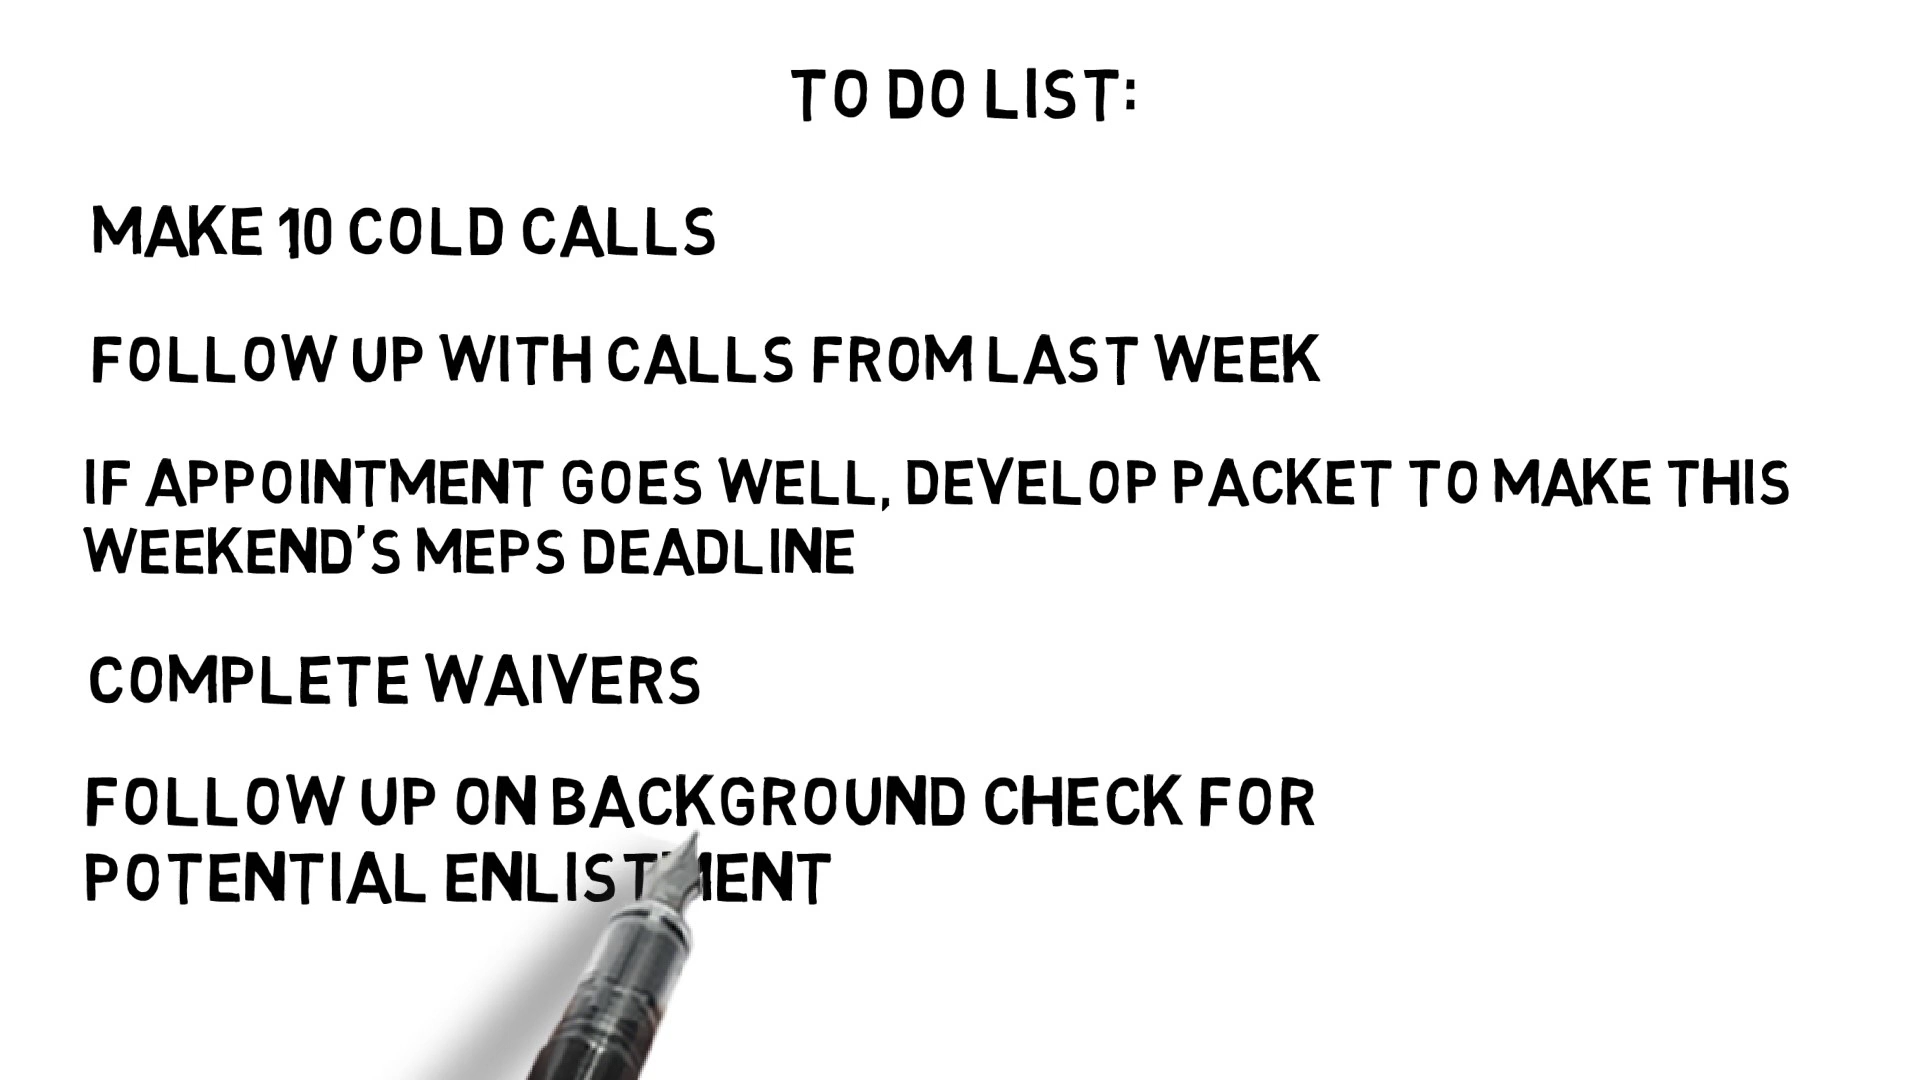 TO DO LIST:
MAKE 10 COLD CALLS
FOLLOW UP WITH CALLS FROM LAST WEEK
IF APPOINTMENT GOES WELL, DEVELOP PACKET TO MAKE THIS
WEEKEND'S MEPS DEADLINE
COMPLETE WAIVERS
FOLLOW UP ON BACKGROUND CHECK FOR
POTENTIAL ENLISTMENT